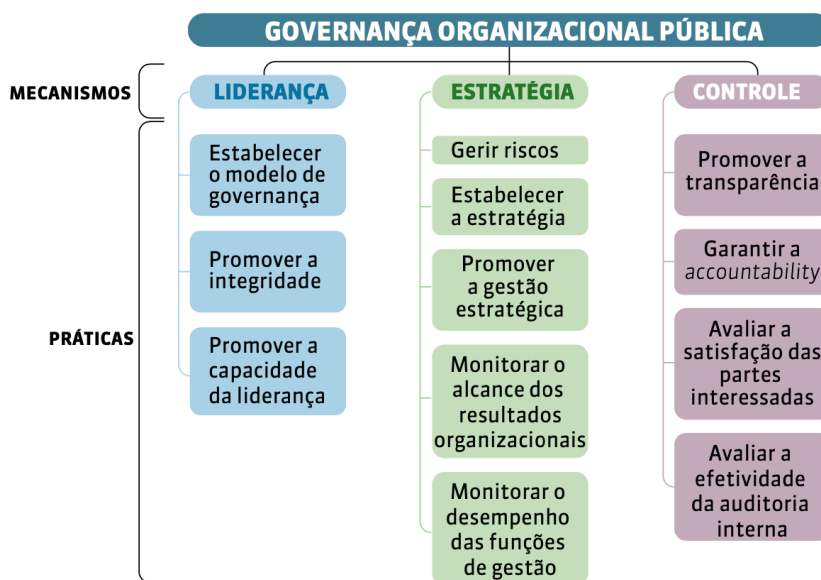 GOVERNANÇA ORGANIZACIONAL PÚBLICA
MECANISMOS
LIDERANÇA
ESTRATÉGIA
CONTROLE
PRÁTICAS
Estabelecer
o modelo de
governança
Promover a
integridade
Promover a
capacidade
da liderança
Gerir riscos
Estabelecer
a estratégia
Promover
a gestão
estratégica
Monitorar o
alcance dos
resultados
organizacionais
Monitorar o
desempenho
das funções
de gestão
Promover a
transparência
Garantir a
accountability
Avaliar a
satisfação das
partes
interessadas
Avaliar a
efetividade
da auditoria
interna